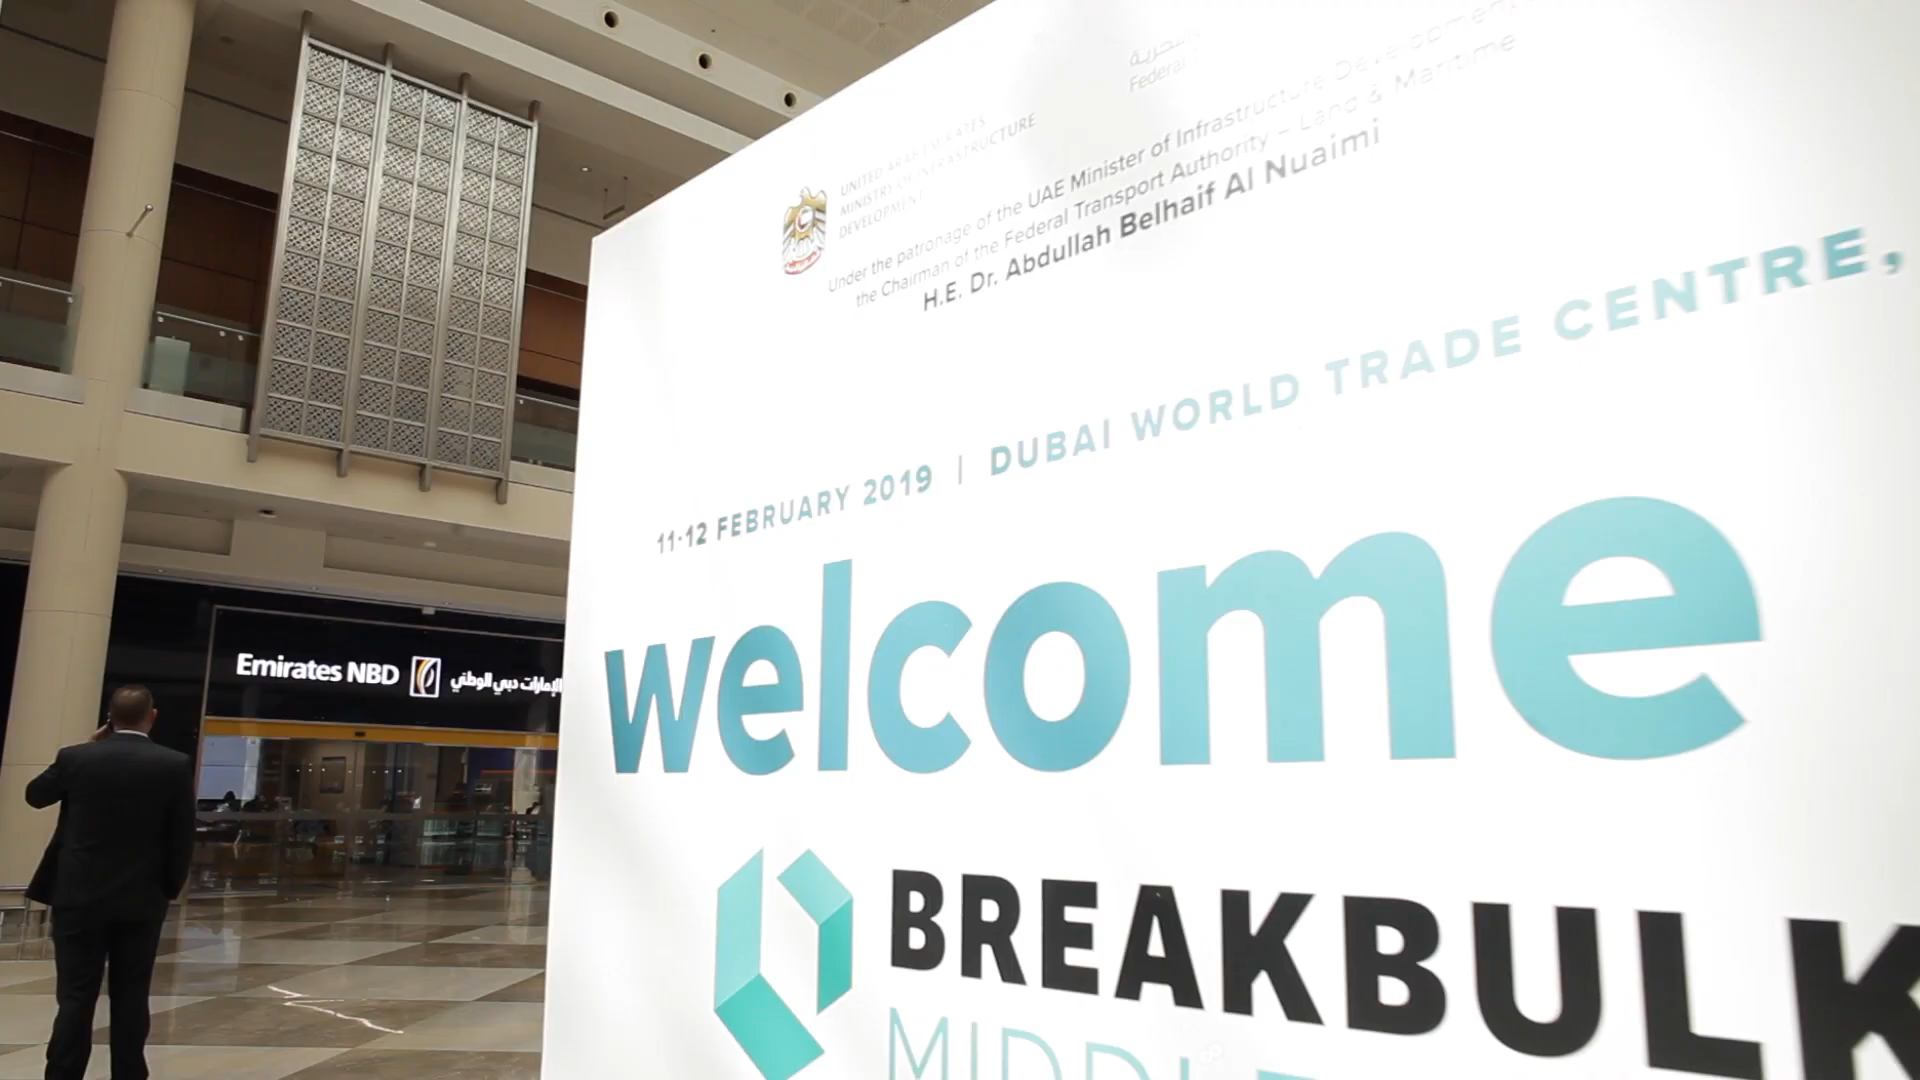 UNITED ARAB EMIRATES
MINISTRY OF INFRASTRUCTURE
DEVELOPMENT
Federal
Under the patronage of the UAE Minister of Infrastructure Development
the Chairman of the Federal Transport Authority – Land & Maritime
H.E. Dr. Abdullah Belhaif Al Nuaimi
11-12 FEBRUARY 2019 | DUBAI WORLD TRADE CENTRE,
welcome
BREAKBULK
Emirates NBD الإمارات دبي الوطني